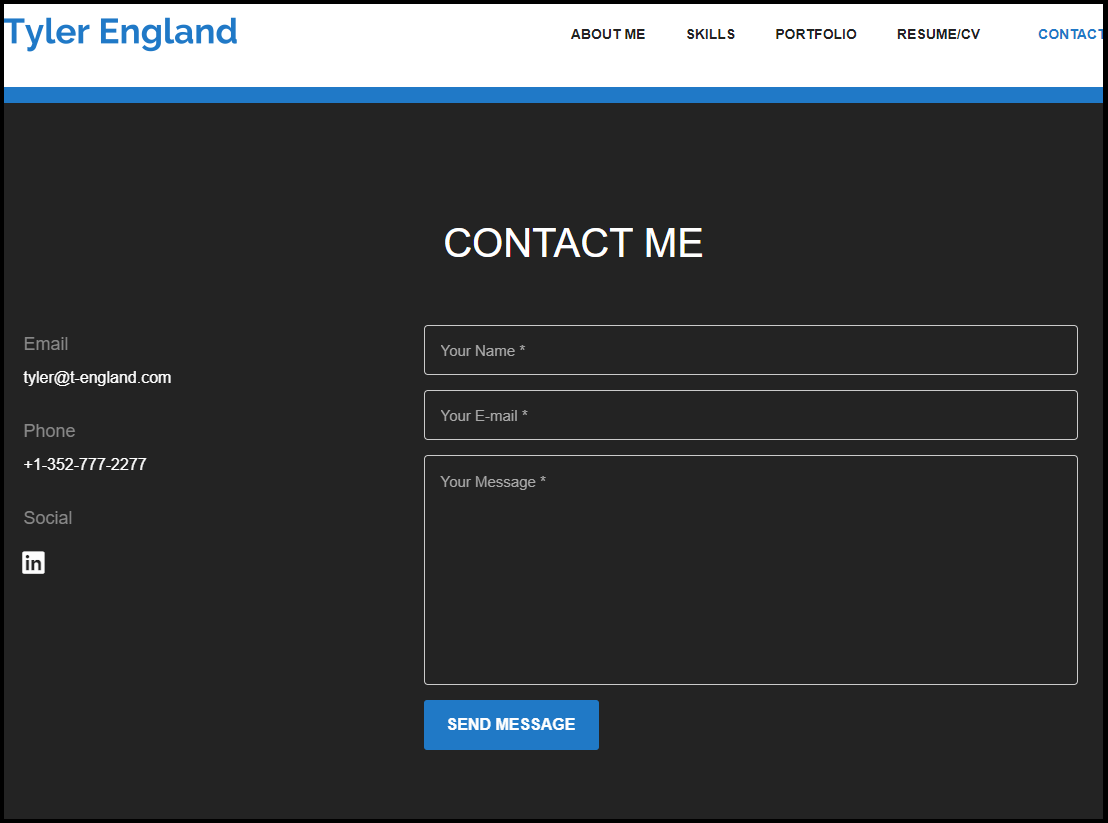 Tyler England
ABOUT ME SKILLS PORTFOLIO RESUME/CV CONTACT
CONTACT ME
Email
tyler@t-england.com
Phone
+1-352-777-2277
Social
in
Your Name *
Your E-mail *
Your Message *
SEND MESSAGE